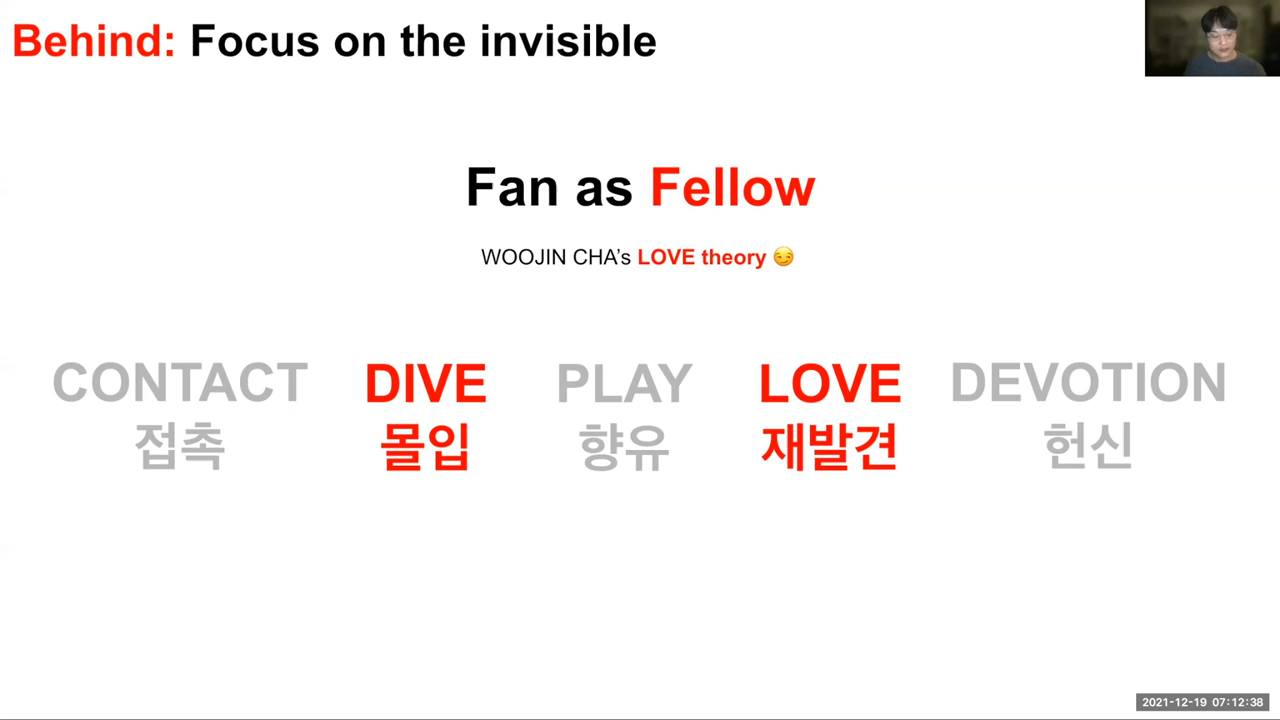 Behind: Focus on the invisible
Fan as Fellow
WOOJIN CHA’s LOVE theory 😏
CONTACT DIVE PLAY LOVE DEVOTION
접촉 몰입 향유 재발견 헌신
2021-12-19 07:12:38